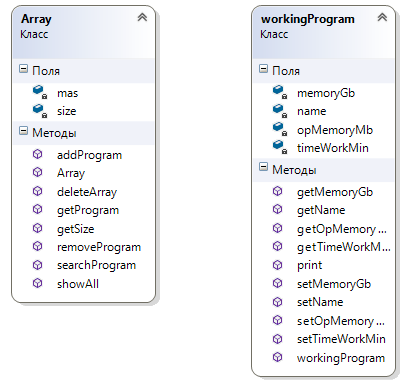 Array
Класс
Поля
mas
size
Методы
addProgram
Array
deleteArray
getProgram
getSize
removeProgram
searchProgram
showAll
workingProgram
Класс
Поля
memoryGb
name
opMemoryMb
timeWorkMin
Методы
getMemoryGb
getName
getOpMemory...
getTimeWorkM...
print
setMemoryGb
setName
setOpMemory...
setTimeWorkMin
workingProgram